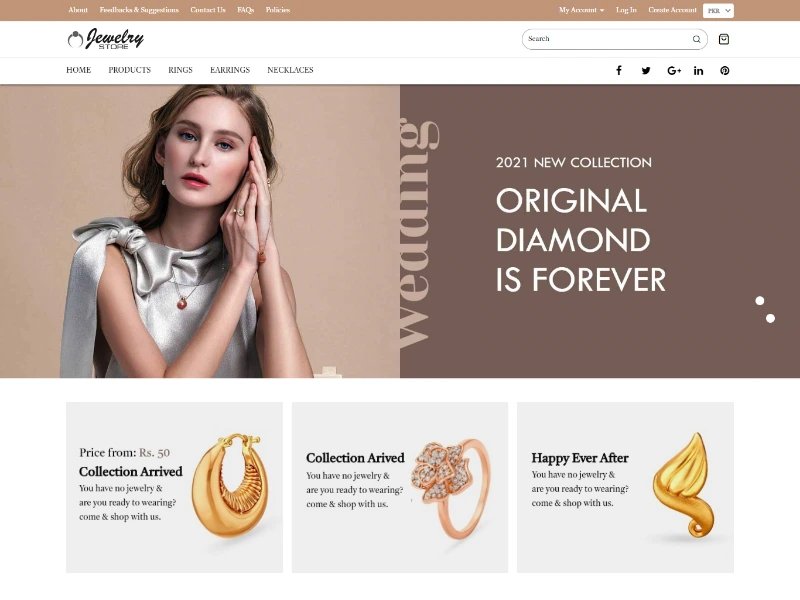 About Feedbacks & Suggestions Contact Us FAQs Policies My Account Log In Create Account PKR
Jewelry
STORE
Search
HOME PRODUCTS RINGS EARRINGS NECKLACES
wedding
2021 NEW COLLECTION
ORIGINAL
DIAMOND
IS FOREVER
Price from: Rs. 50
Collection Arrived
You have no jewelry &
are you ready to wearing?
come & shop with us.
Collection Arived
You have no jewelry &
are you ready to wearing?
come & shop with us.
Happy Ever After
You have no jewelry &
are you ready to wearing?
come & shop with us.